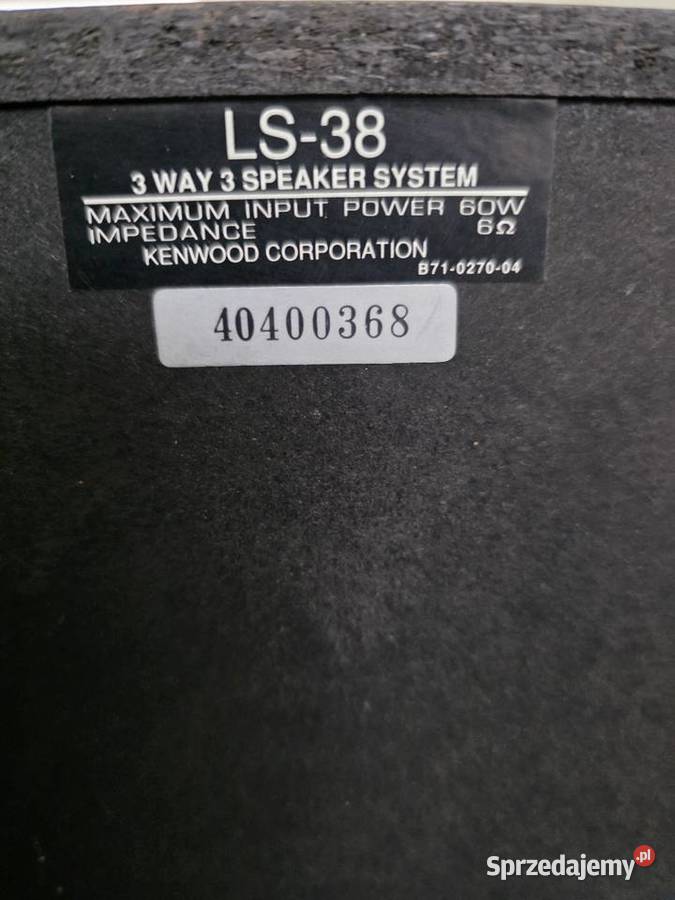 LS-38
3 WAY 3 SPEAKER SYSTEM
MAXIMUM INPUT POWER 60W
IMPEDANCE 6Ω
KENWOOD CORPORATION
B71-0270-04
40400368
Sprzedajemy.pl